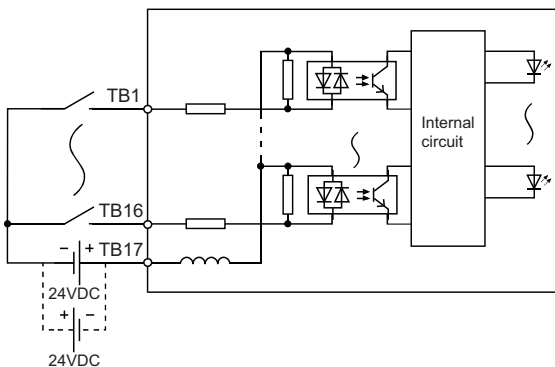 TB1
Internal
circuit
TB16
TB17
− +
24VDC
+ −
24VDC